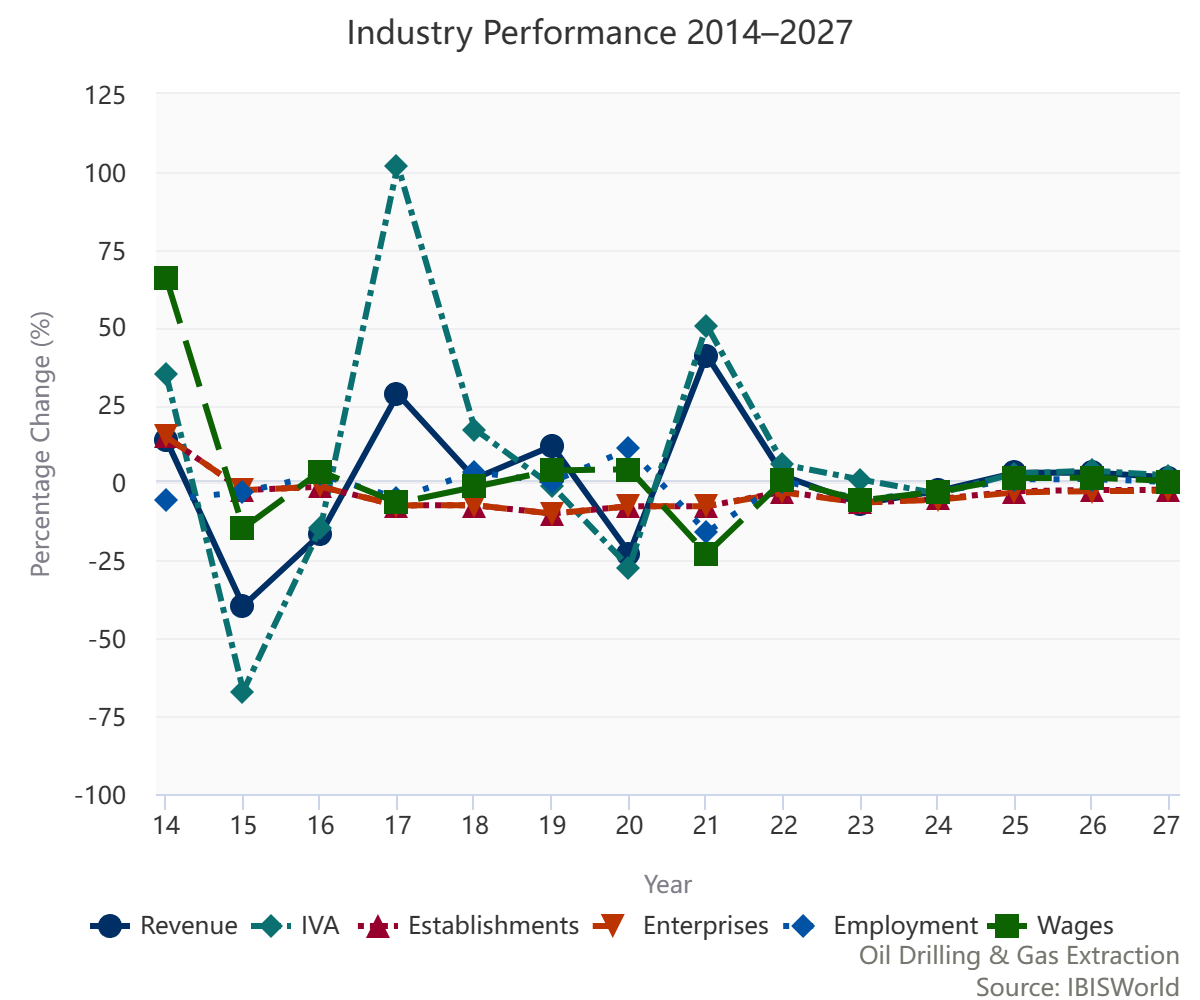 Industry Performance 2014–2027
Percentage Change (%)
125
100
75
50
25
0
-25
-50
-75
-100
14 15 16 17 18 19 20 21 22 23 24 25 26 27
Year
Revenue IVA Establishments Enterprises Employment Wages
Oil Drilling & Gas Extraction
Source: IBISWorld